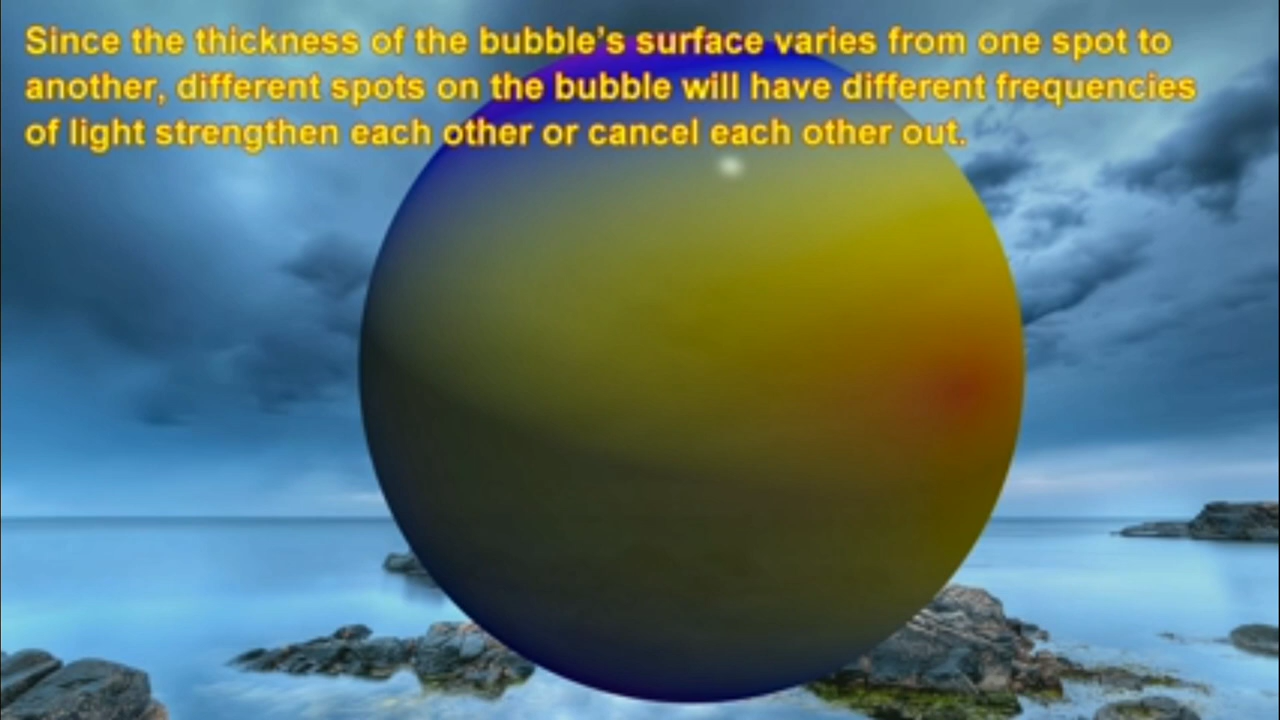 Since the thickness of the bubble's surface varies from one spot to
another, different spots on the bubble will have different frequencies
of light strengthen each other or cancel each other out.